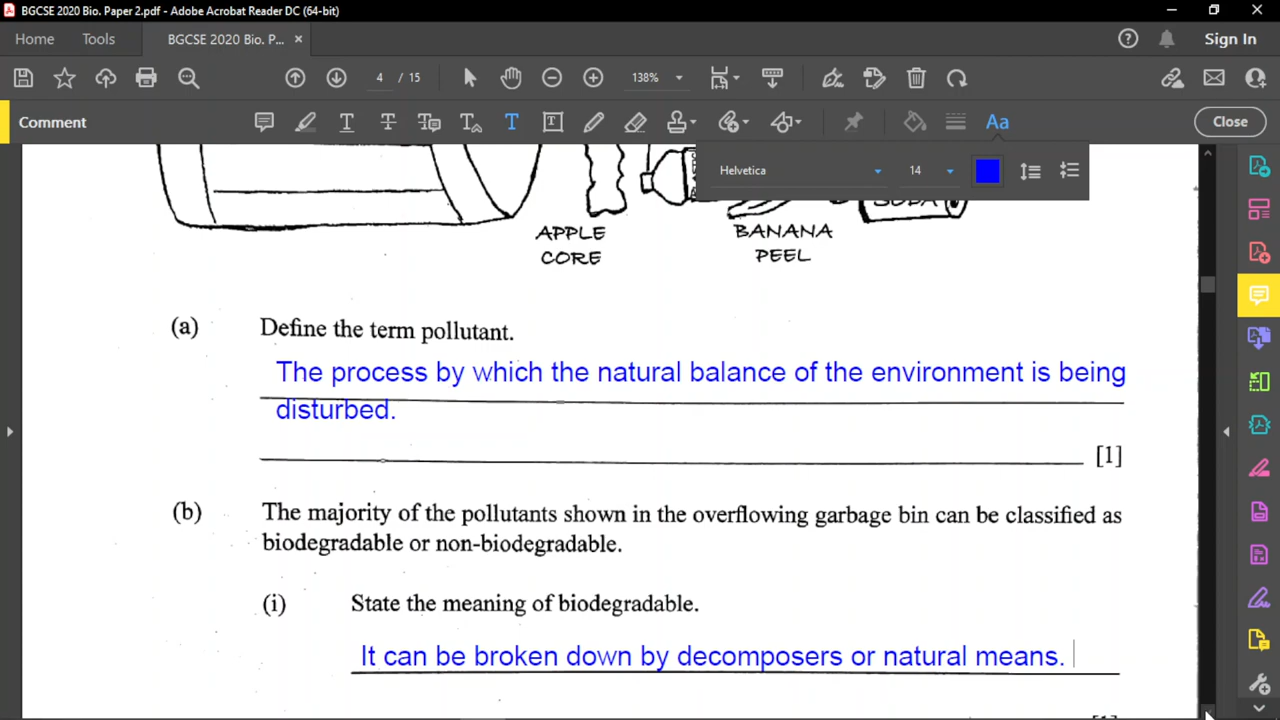 BGCSE 2020 Bio. Paper 2.pdf - Adobe Acrobat Reader DC (64-bit)
Home Tools BGCSE 2020 Bio. P... × Sign In
4 / 15 138%
Comment Close
Helvetica 14
SODA
APPLE CORE
BANANA PEEL
(a) Define the term pollutant.
The process by which the natural balance of the environment is being
disturbed.
[1]
(b) The majority of the pollutants shown in the overflowing garbage bin can be classified as
biodegradable or non-biodegradable.
(i) State the meaning of biodegradable.
It can be broken down by decomposers or natural means.